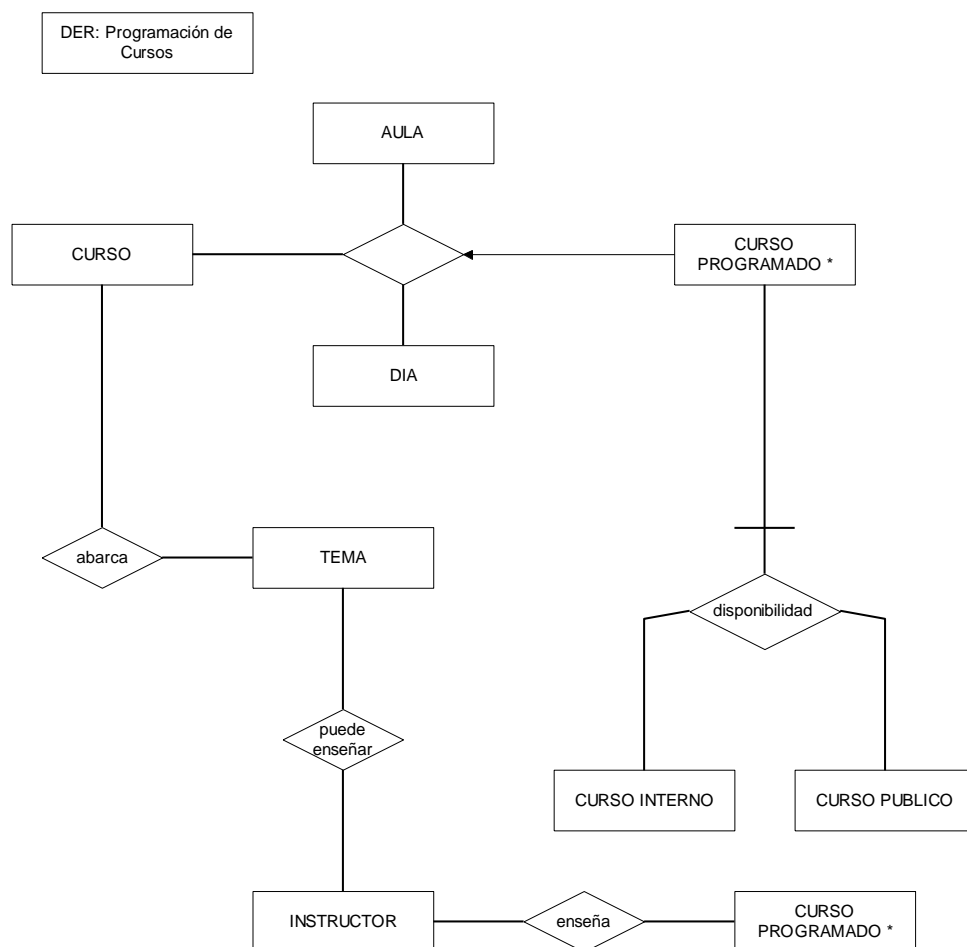 DER: Programación de
Cursos
AULA
CURSO
CURSO
PROGRAMADO *
DIA
abarca
TEMA
disponibilidad
puede
enseñar
CURSO INTERNO
CURSO PUBLICO
INSTRUCTOR
enseña
CURSO
PROGRAMADO *